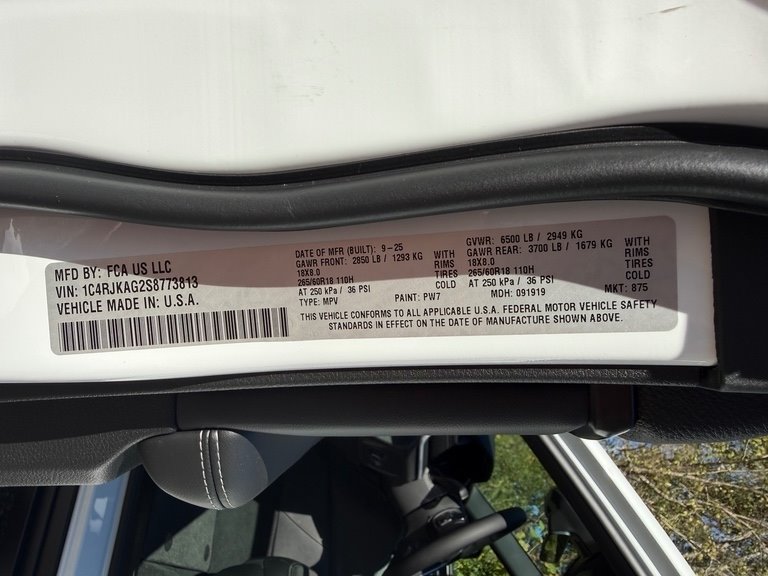 MFD BY: FCA US LLC
VIN: 1C4RJKAG2S8773813
VEHICLE MADE IN U.S.A.
DATE OF MFR (BUILT): 9-25
GAWR FRONT: 2850 LB / 1293 KG WITH
18X8.0 RIMS
265/60R18 110H TIRES
AT 250 kPa / 36 PSI COLD
TYPE: MPV PAINT: PW7
GVWR: 6500 LB / 2949 KG
GAWR REAR: 3700 LB / 1679 KG WITH
18X8.0 RIMS
265/60R18 110H TIRES
AT 250 kPa / 36 PSI COLD
MDH: 091919 MKT: 875
THIS VEHICLE CONFORMS TO ALL APPLICABLE U.S.A. FEDERAL MOTOR VEHICLE SAFETY
STANDARDS IN EFFECT ON THE DATE OF MANUFACTURE SHOWN ABOVE.